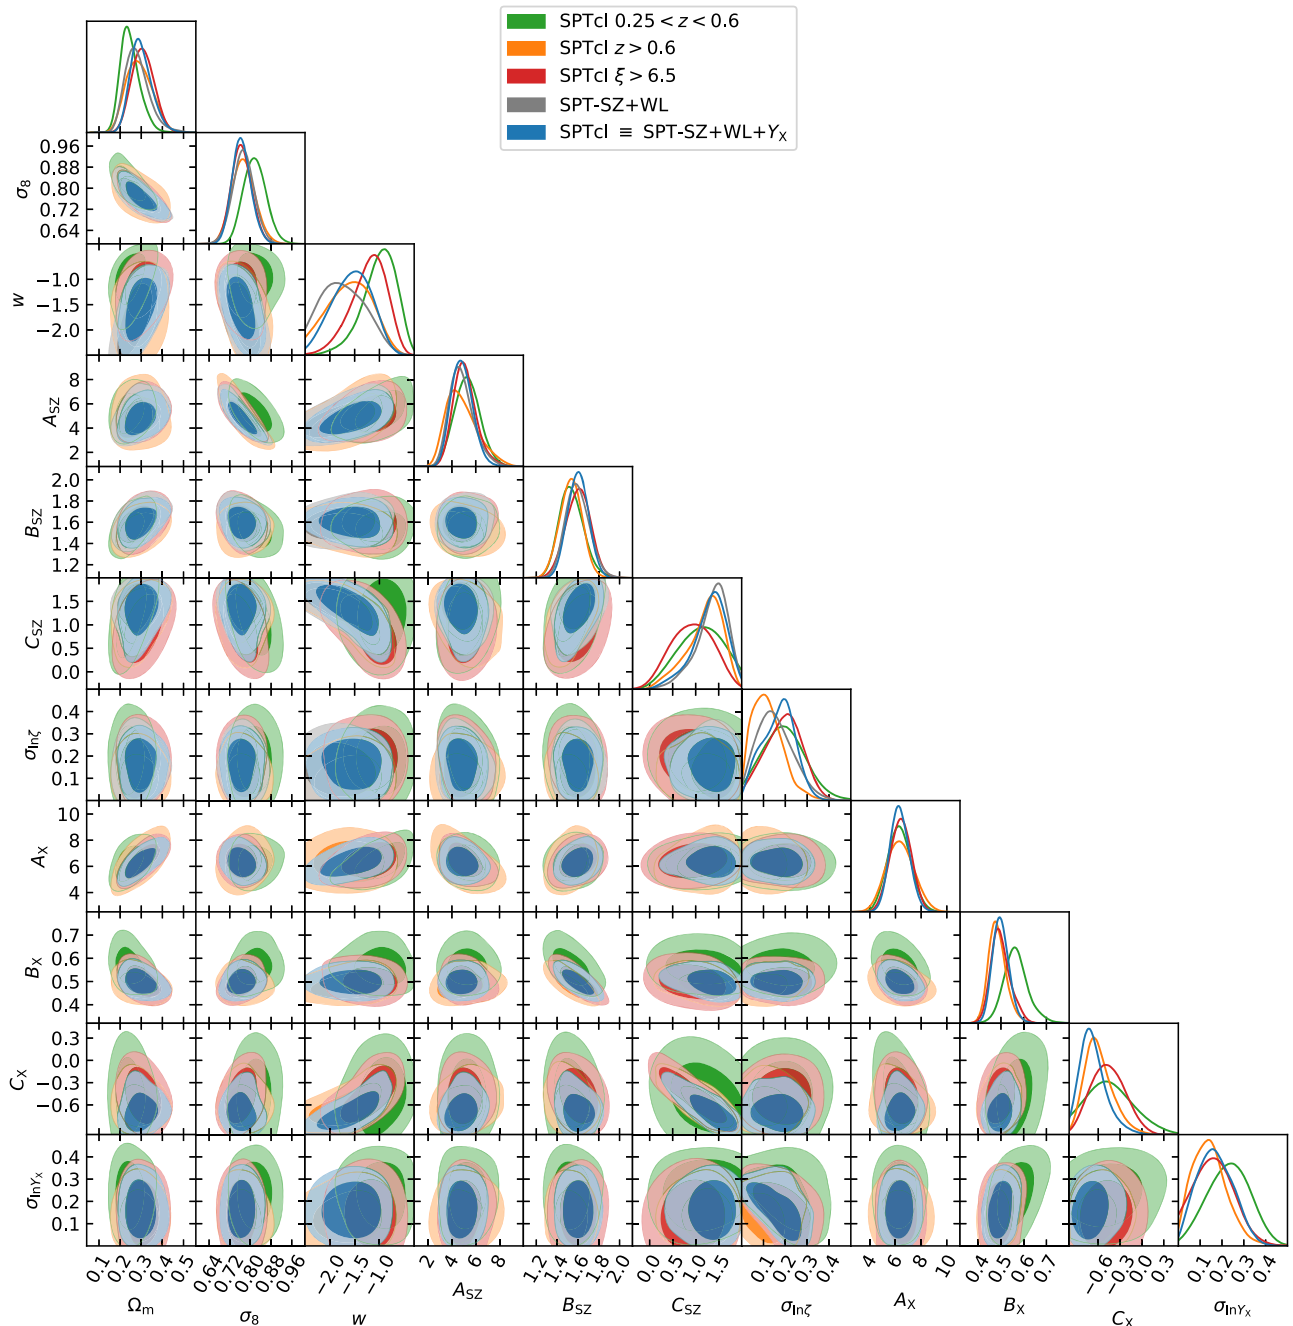 SPTcl 0.25 < z < 0.6
SPTcl z > 0.6
SPTcl ξ > 6.5
SPT-SZ+WL
SPTcl ≡ SPT-SZ+WL+Y_X
0.96
0.88
0.80
0.72
0.64
σ_8
−1.0
−1.5
−2.0
w
8
6
4
2
A_SZ
2.0
1.8
1.6
1.4
1.2
B_SZ
1.5
1.0
0.5
0.0
C_SZ
0.4
0.3
0.2
0.1
σ_lnζ
10
8
6
4
A_X
0.7
0.6
0.5
0.4
B_X
0.3
0.0
−0.3
−0.6
C_X
0.4
0.3
0.2
0.1
σ_lnY_X
0.1 0.2 0.3 0.4 0.5
0.64 0.72 0.80 0.88 0.96
−2.0 −1.5 −1.0
2 4 6 8
1.2 1.4 1.6 1.8 2.0
0.0 0.5 1.0 1.5
0.1 0.2 0.3 0.4
4 6 8 10
0.4 0.5 0.6 0.7
−0.6 −0.3 0.0 0.3
0.1 0.2 0.3 0.4
Ω_m σ_8 w A_SZ B_SZ C_SZ σ_lnζ A_X B_X C_X σ_lnY_X